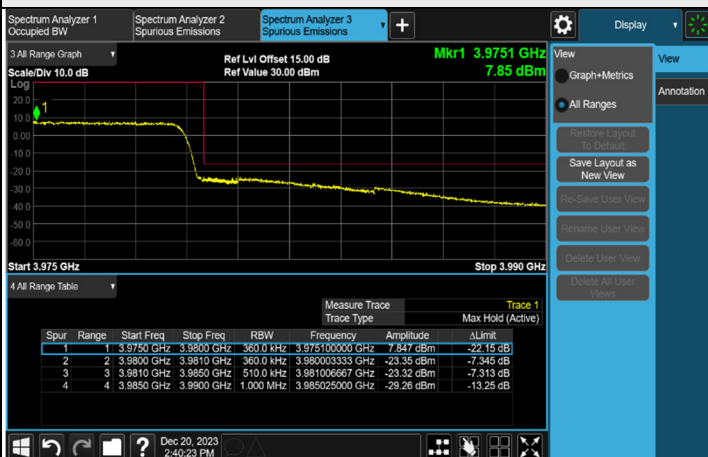 Spectrum Analyzer 1 Spectrum Analyzer 2 Spectrum Analyzer 3
Occupied BW Spurious Emissions Spurious Emissions
Display
3 All Range Graph
Ref Lvl Offset 15.00 dB
Mkr1 3.9751 GHz
Scale/Div 10.0 dB
Ref Value 30.00 dBm
7.85 dBm
Log
20.0
1
10.0
0.00
-10.0
-20.0
-30.0
-40.0
-50.0
-60.0
Start 3.975 GHz
Stop 3.990 GHz
4 All Range Table
Measure Trace Trace 1
Trace Type Max Hold (Active)
Spur Range Start Freq Stop Freq RBW Frequency Amplitude ΔLimit
1 1 3.9750 GHz 3.9800 GHz 360.0 kHz 3.975100000 GHz 7.847 dBm -22.15 dB
2 2 3.9800 GHz 3.9810 GHz 360.0 kHz 3.980003333 GHz -23.35 dBm -7.345 dB
3 3 3.9810 GHz 3.9850 GHz 510.0 kHz 3.981006667 GHz -23.32 dBm -7.313 dB
4 4 3.9850 GHz 3.9900 GHz 1.000 MHz 3.985025000 GHz -29.26 dBm -13.25 dB
View
Graph+Metrics
All Ranges
Restore Layout
To Default
Save Layout as
New View
Re-Save User View
Rename User View
Delete User View
Delete All User
Views
View
Annotation
?
Dec 20, 2023
2:40:23 PM